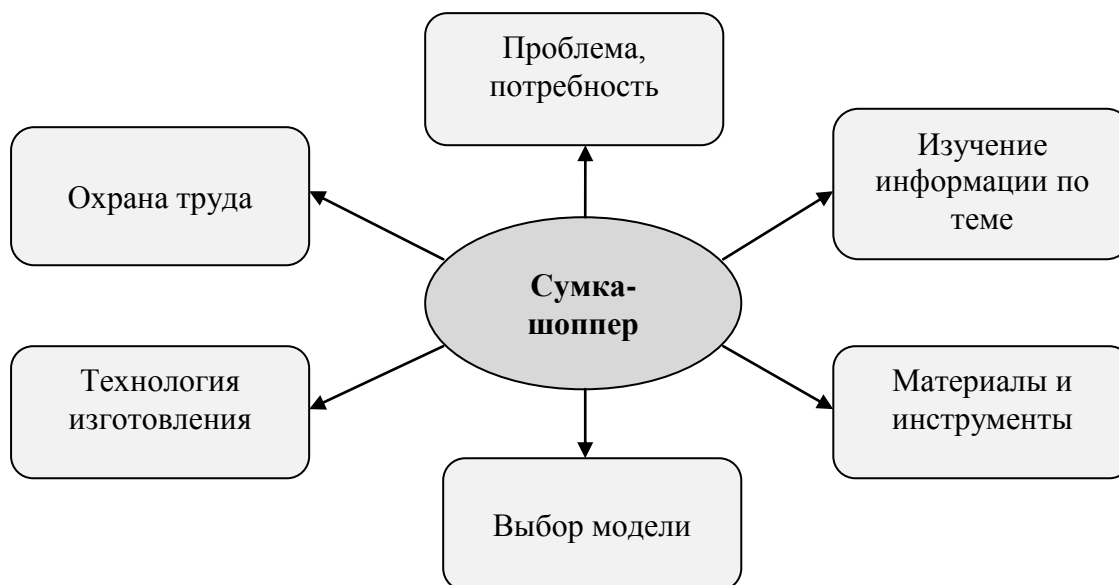 Проблема,
потребность
Изучение
информации по
теме
Охрана труда
Сумка-
шоппер
Технология
изготовления
Материалы и
инструменты
Выбор модели